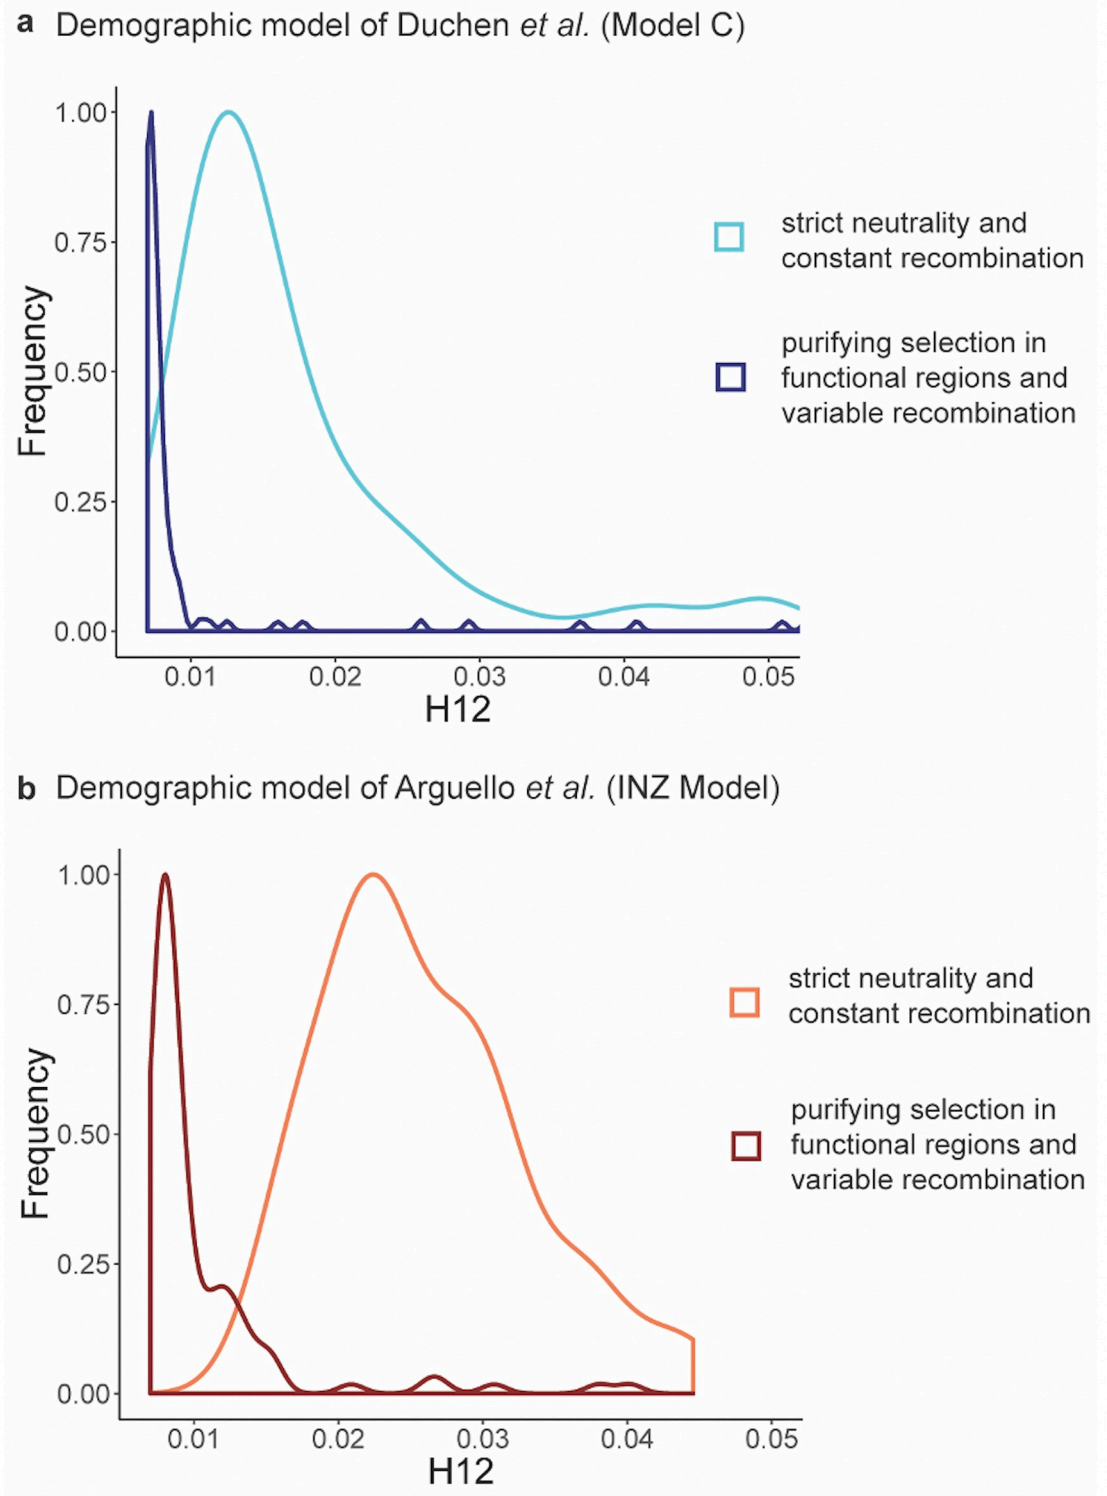 a Demographic model of Duchen et al. (Model C)
1.00
0.75
0.50
0.25
0.00
Frequency
0.01 0.02 0.03 0.04 0.05
H12
strict neutrality and
constant recombination
purifying selection in
functional regions and
variable recombination
b Demographic model of Arguello et al. (INZ Model)
1.00
0.75
0.50
0.25
0.00
Frequency
0.01 0.02 0.03 0.04 0.05
H12
strict neutrality and
constant recombination
purifying selection in
functional regions and
variable recombination